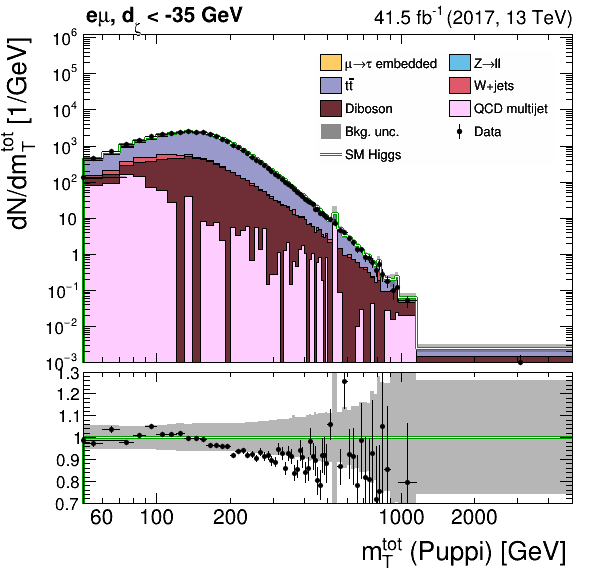 eμ, dζ < -35 GeV
41.5 fb⁻¹ (2017, 13 TeV)
dN/dm_T^tot [1/GeV]
10⁶
10⁵
10⁴
10³
10²
10
1
10⁻¹
10⁻²
10⁻³
μ→τ embedded
Z→ll
tt̅
W+jets
Diboson
QCD multijet
Bkg. unc.
Data
SM Higgs
1.3
1.2
1.1
1
0.9
0.8
0.7
60 100 200 1000 2000
m_T^tot (Puppi) [GeV]